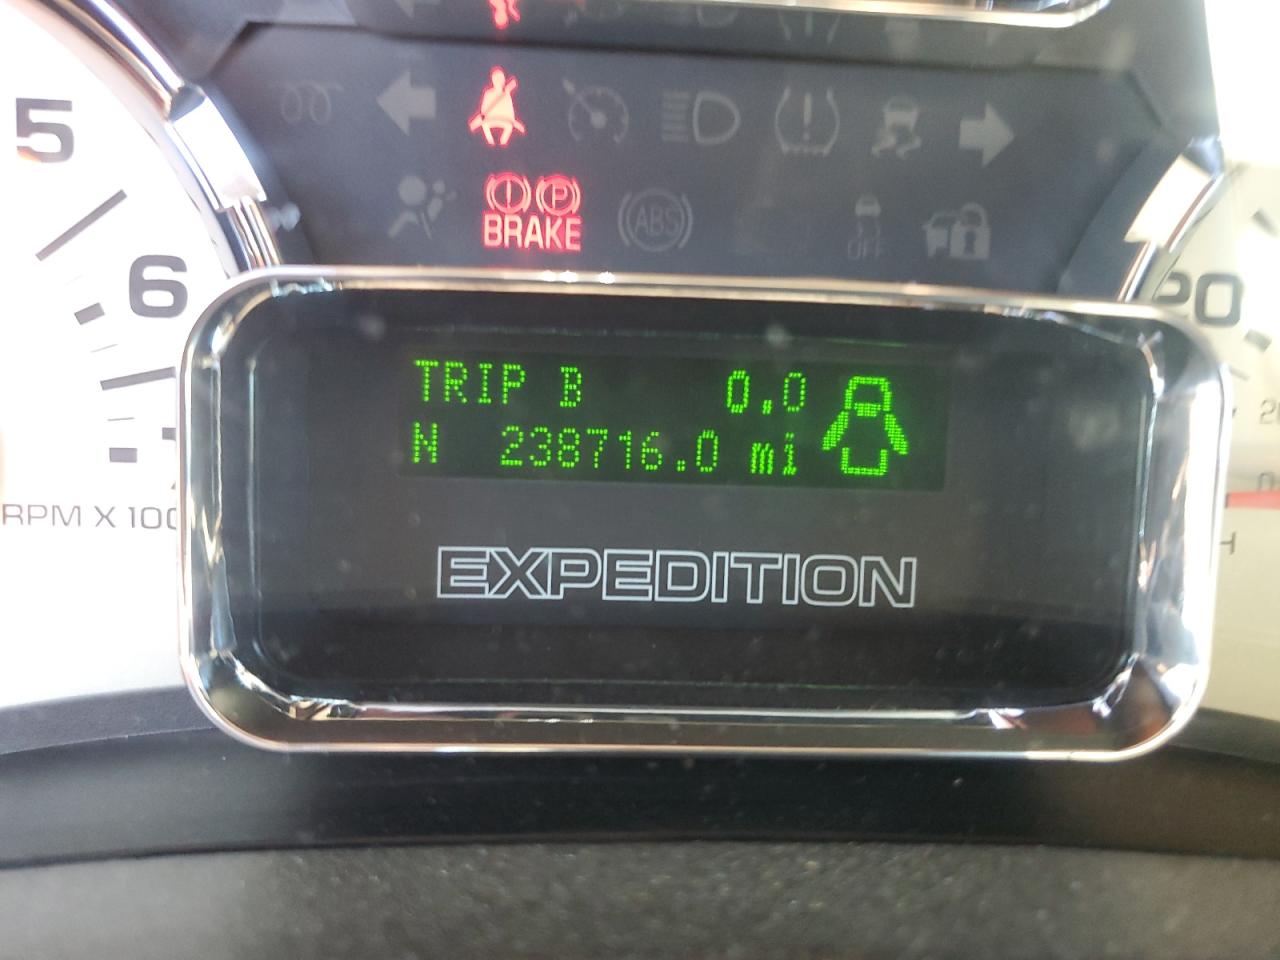 5
6
RPM X 100
P
BRAKE
ABS
OFF
20
TRIP B 0.0
N 238716.0 mi
EXPEDITION